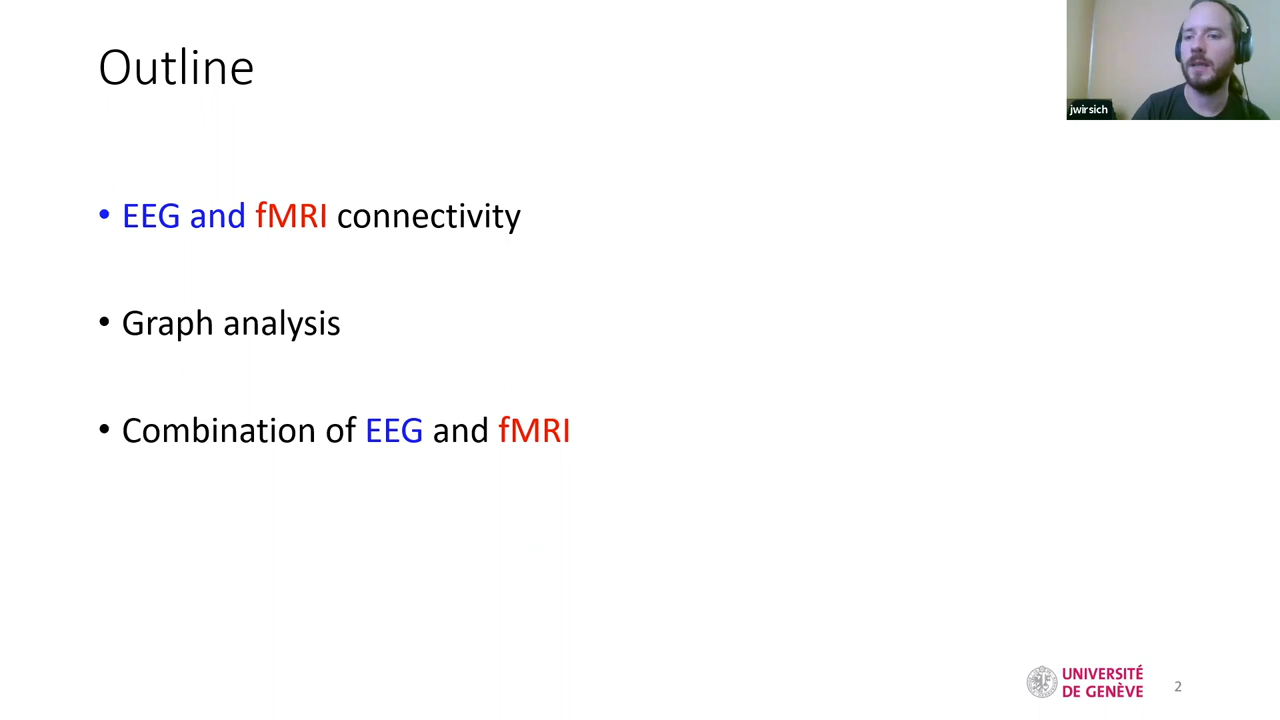 Outline
jwirsich
• EEG and fMRI connectivity
• Graph analysis
• Combination of EEG and fMRI
UNIVERSITÉ
DE GENÈVE
2